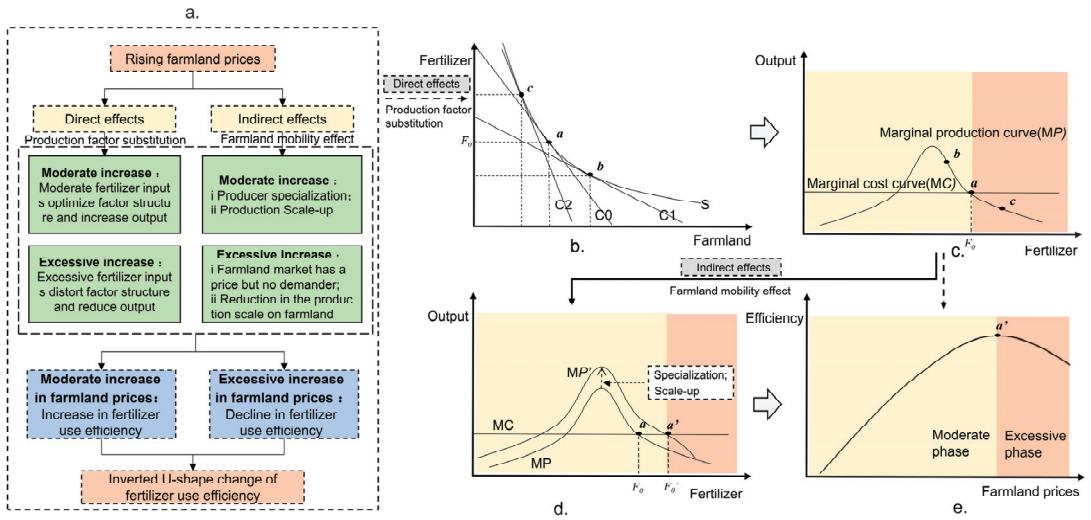 a.
Rising farmland prices
Direct effects
Indirect effects
Production factor substitution
Farmland mobility effect
Moderate increase：
Moderate fertilizer input
s optimize factor structu
re and increase output
Moderate increase：
i Producer specialization;
ii Production Scale-up
Excessive increase：
Excessive fertilizer input
s distort factor structure
and reduce output
Excessive increase：
i Farmland market has a
price but no demander;
ii Reduction in the produc
tion scale on farmland
Moderate increase
in farmland prices：
Increase in fertilizer
use efficiency
Excessive increase
in farmland prices：
Decline in fertilizer
use efficiency
Inverted U-shape change of
fertilizer use efficiency
Direct effects
Production factor
substitution
Fertilizer
c
a
b
F₀
C2
C0
C1
S
Farmland
b.
Output
Marginal production curve(MP)
b
Marginal cost curve(MC)
a
c
F₀
Fertilizer
c.
Indirect effects
Farmland mobility effect
Output
MP'
Specialization;
Scale-up
MC
a
a'
MP
F₀
F₀'
Fertilizer
d.
Efficiency
a'
Moderate
phase
Excessive
phase
Farmland prices
e.